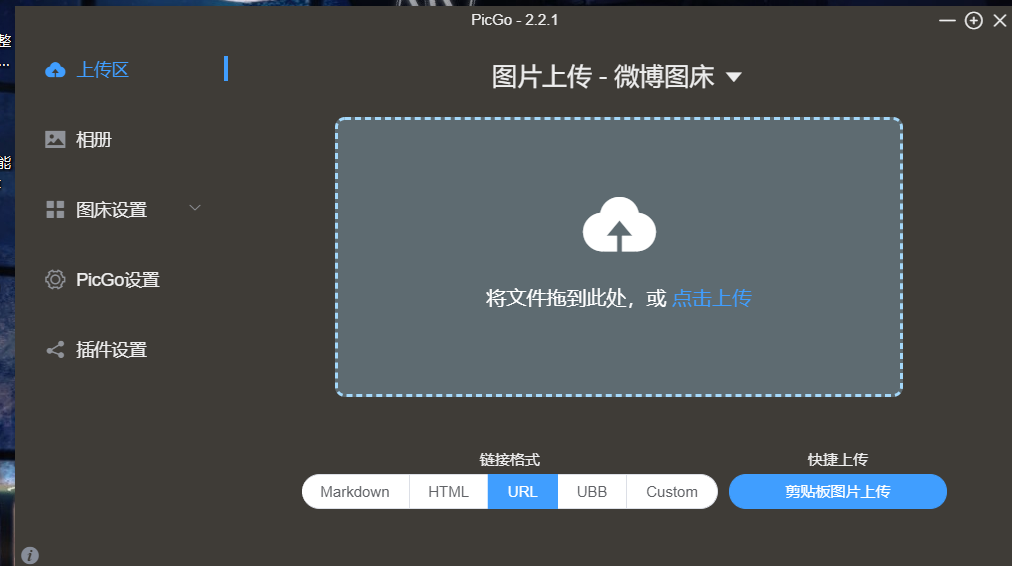 PicGo - 2.2.1
整
...
能
上传区
相册
图床设置
PicGo设置
插件设置
图片上传 - 微博图床
将文件拖到此处，或 点击上传
链接格式
Markdown HTML URL UBB Custom
快捷上传
剪贴板图片上传
i